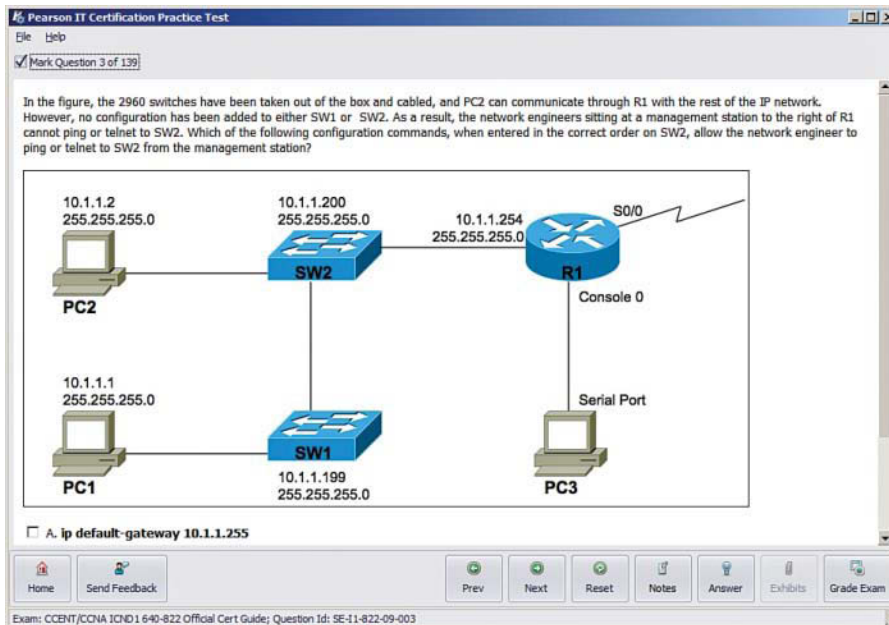 Pearson IT Certification Practice Test
File Help
Mark Question 3 of 139
In the figure, the 2960 switches have been taken out of the box and cabled, and PC2 can communicate through R1 with the rest of the IP network.
However, no configuration has been added to either SW1 or SW2. As a result, the network engineers sitting at a management station to the right of R1
cannot ping or telnet to SW2. Which of the following configuration commands, when entered in the correct order on SW2, allow the network engineer to
ping or telnet to SW2 from the management station?
10.1.1.2
255.255.255.0
PC2
10.1.1.200
255.255.255.0
SW2
10.1.1.254
255.255.255.0
S0/0
R1
Console 0
10.1.1.1
255.255.255.0
PC1
SW1
10.1.1.199
255.255.255.0
Serial Port
PC3
A. ip default-gateway 10.1.1.255
Home
Send Feedback
Prev
Next
Reset
Notes
Answer
Exhibits
Grade Exam
Exam: CCENT/CCNA ICND1 640-822 Official Cert Guide; Question Id: SE-I1-822-09-003